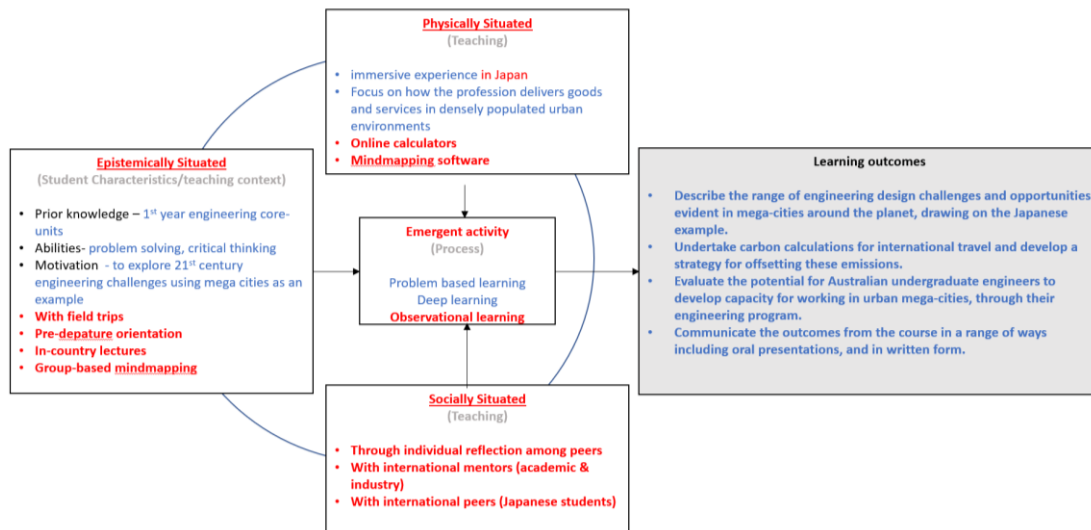 Physically Situated
(Teaching)
• immersive experience in Japan
• Focus on how the profession delivers goods
and services in densely populated urban
environments
• Online calculators
• Mindmapping software
Epistemically Situated
(Student Characteristics/teaching context)
• Prior knowledge – 1st year engineering core-
units
• Abilities- problem solving, critical thinking
• Motivation - to explore 21st century
engineering challenges using mega cities as an
example
• With field trips
• Pre-depature orientation
• In-country lectures
• Group-based mindmapping
Emergent activity
(Process)
Problem based learning
Deep learning
Observational learning
Socially Situated
(Teaching)
• Through individual reflection among peers
• With international mentors (academic &
industry)
• With international peers (Japanese students)
Learning outcomes
• Describe the range of engineering design challenges and opportunities
evident in mega-cities around the planet, drawing on the Japanese
example.
• Undertake carbon calculations for international travel and develop a
strategy for offsetting these emissions.
• Evaluate the potential for Australian undergraduate engineers to
develop capacity for working in urban mega-cities, through their
engineering program.
• Communicate the outcomes from the course in a range of ways
including oral presentations, and in written form.